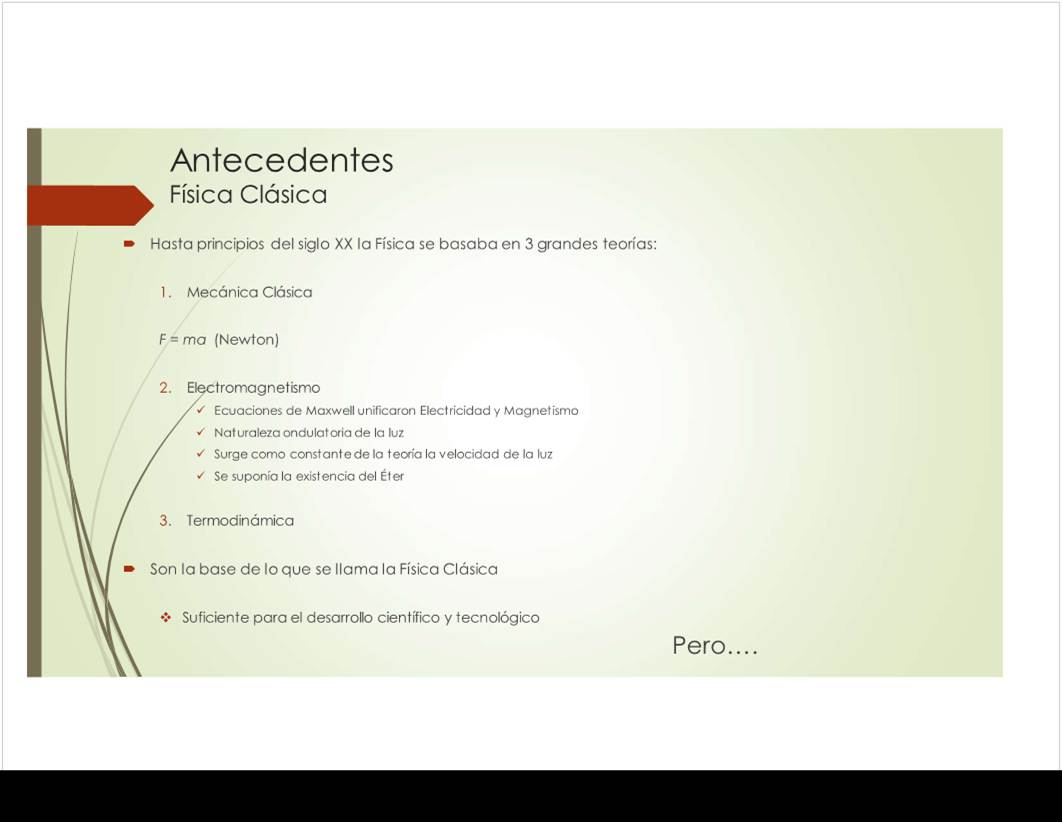 Antecedentes
Física Clásica
Hasta principios del siglo XX la Física se basaba en 3 grandes teorías:
1. Mecánica Clásica
F = ma (Newton)
2. Electromagnetismo
✓ Ecuaciones de Maxwell unificaron Electricidad y Magnetismo
✓ Naturaleza ondulatoria de la luz
✓ Surge como constante de la teoría la velocidad de la luz
✓ Se suponía la existencia del Éter
3. Termodinámica
Son la base de lo que se llama la Física Clásica
❖ Suficiente para el desarrollo científico y tecnológico
Pero....